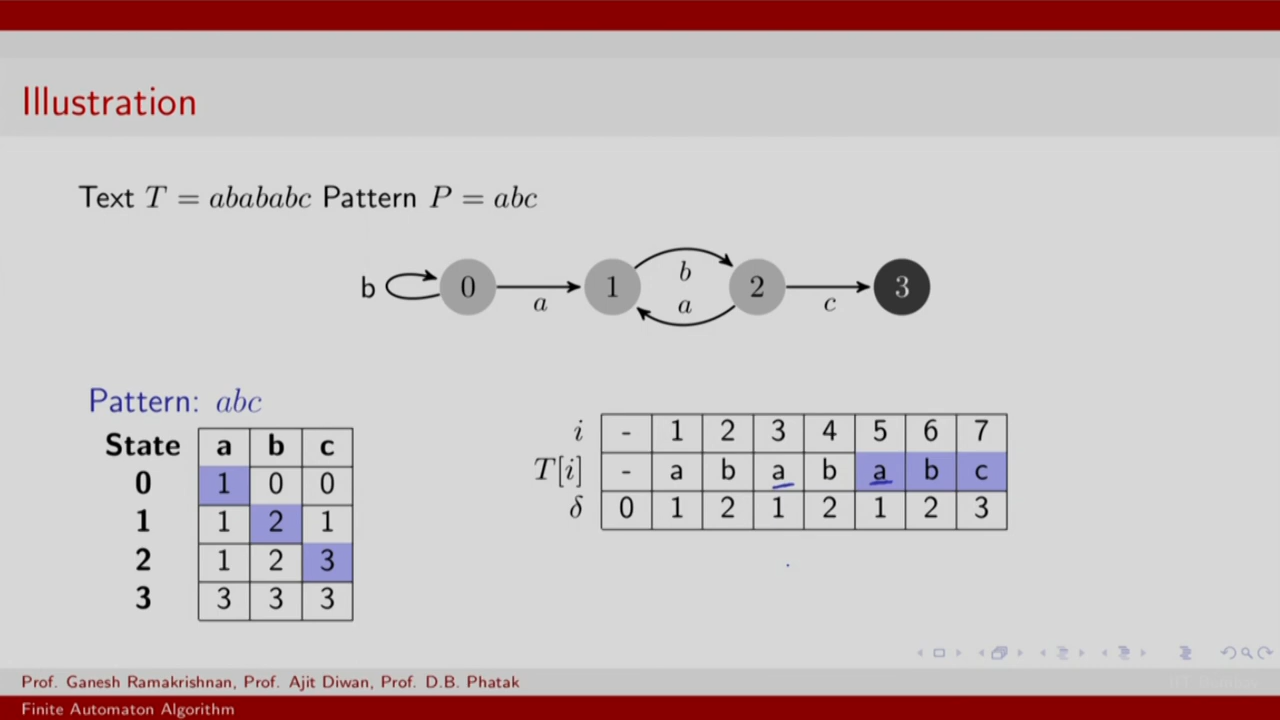 Illustration
Text T = abababc Pattern P = abc
b 0 a 1 b a 2 c 3
Pattern: abc
State a b c
0 1 0 0
1 1 2 1
2 1 2 3
3 3 3 3
i - 1 2 3 4 5 6 7
T[i] - a b a b a b c
δ 0 1 2 1 2 1 2 3
Prof. Ganesh Ramakrishnan, Prof. Ajit Diwan, Prof. D.B. Phatak
Finite Automaton Algorithm